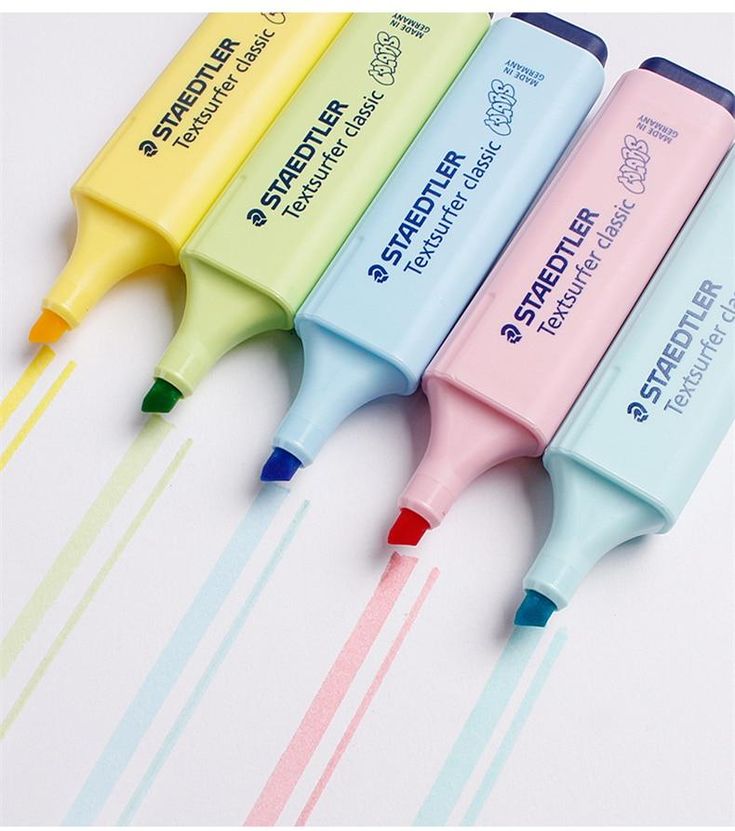 STAEDTLER
Textsurfer classic
STAEDTLER
Textsurfer classic
MADE IN
GERMANY
STAEDTLER
Textsurfer classic
MADE IN
GERMANY
STAEDTLER
Textsurfer classic
MADE IN
GERMANY
STAEDTLER
Textsurfer cla